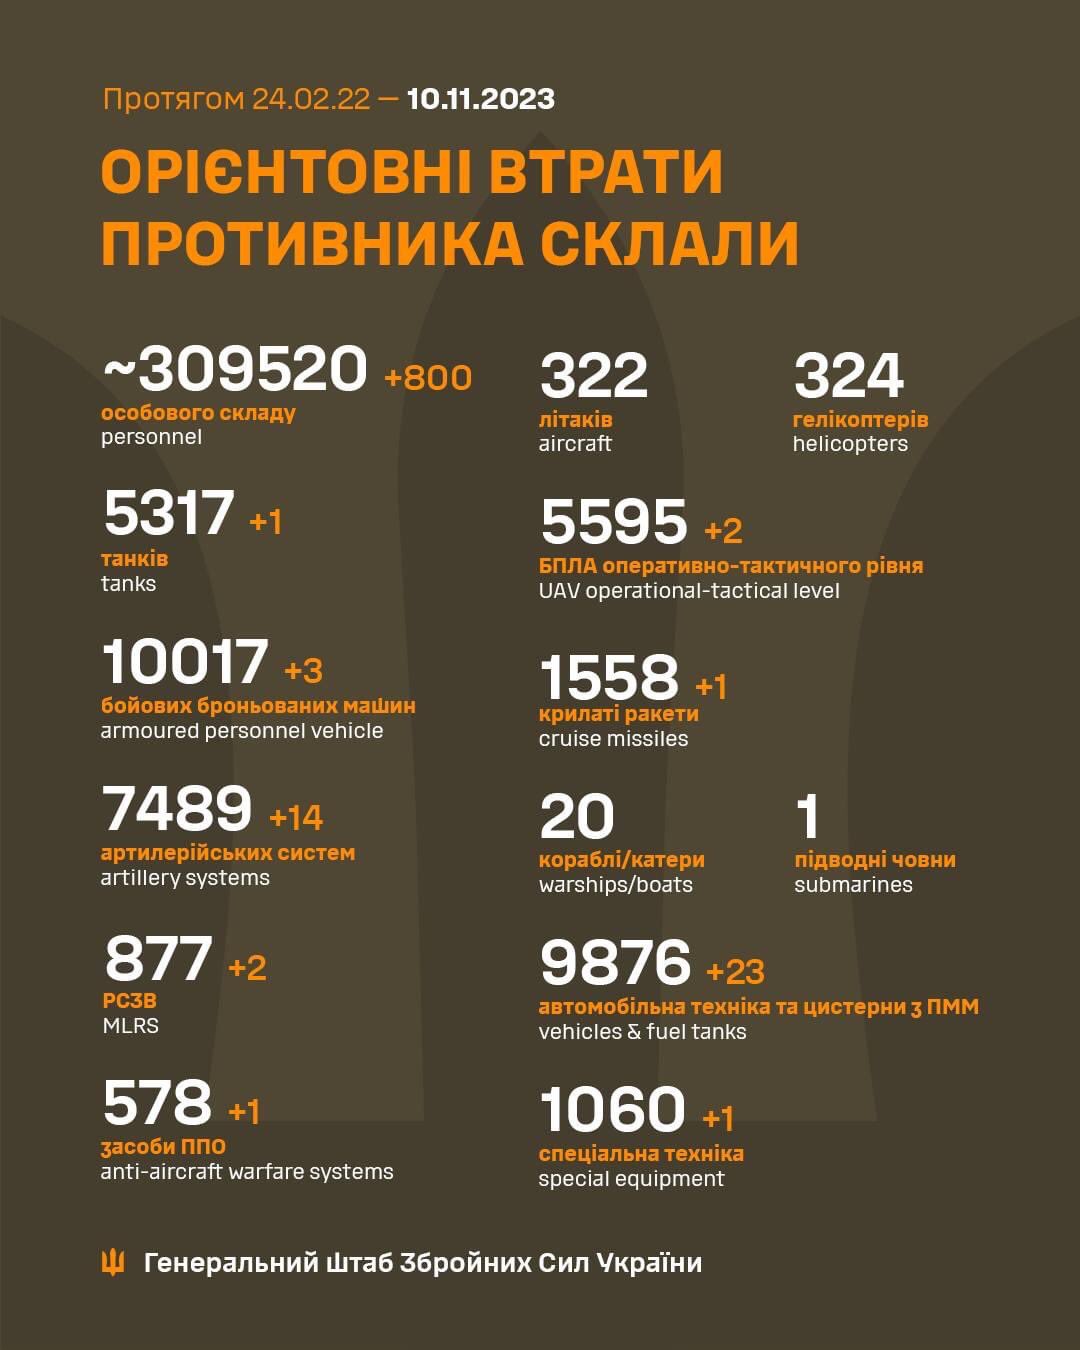 Протягом 24.02.22 — 10.11.2023
ОРІЄНТОВНІ ВТРАТИ
ПРОТИВНИКА СКЛАЛИ
~309520 +800
особового складу
personnel
322
літаків
aircraft
324
гелікоптерів
helicopters
5317 +1
танків
tanks
5595 +2
БПЛА оперативно-тактичного рівня
UAV operational-tactical level
10017 +3
бойових броньованих машин
armoured personnel vehicle
1558 +1
крилаті ракети
cruise missiles
7489 +14
артилерійських систем
artillery systems
20
кораблі/катери
warships/boats
1
підводні човни
submarines
877 +2
РСЗВ
MLRS
9876 +23
автомобільна техніка та цистерни з ПММ
vehicles & fuel tanks
578 +1
засоби ППО
anti-aircraft warfare systems
1060 +1
спеціальна техніка
special equipment
Генеральний Штаб Збройних Сил України